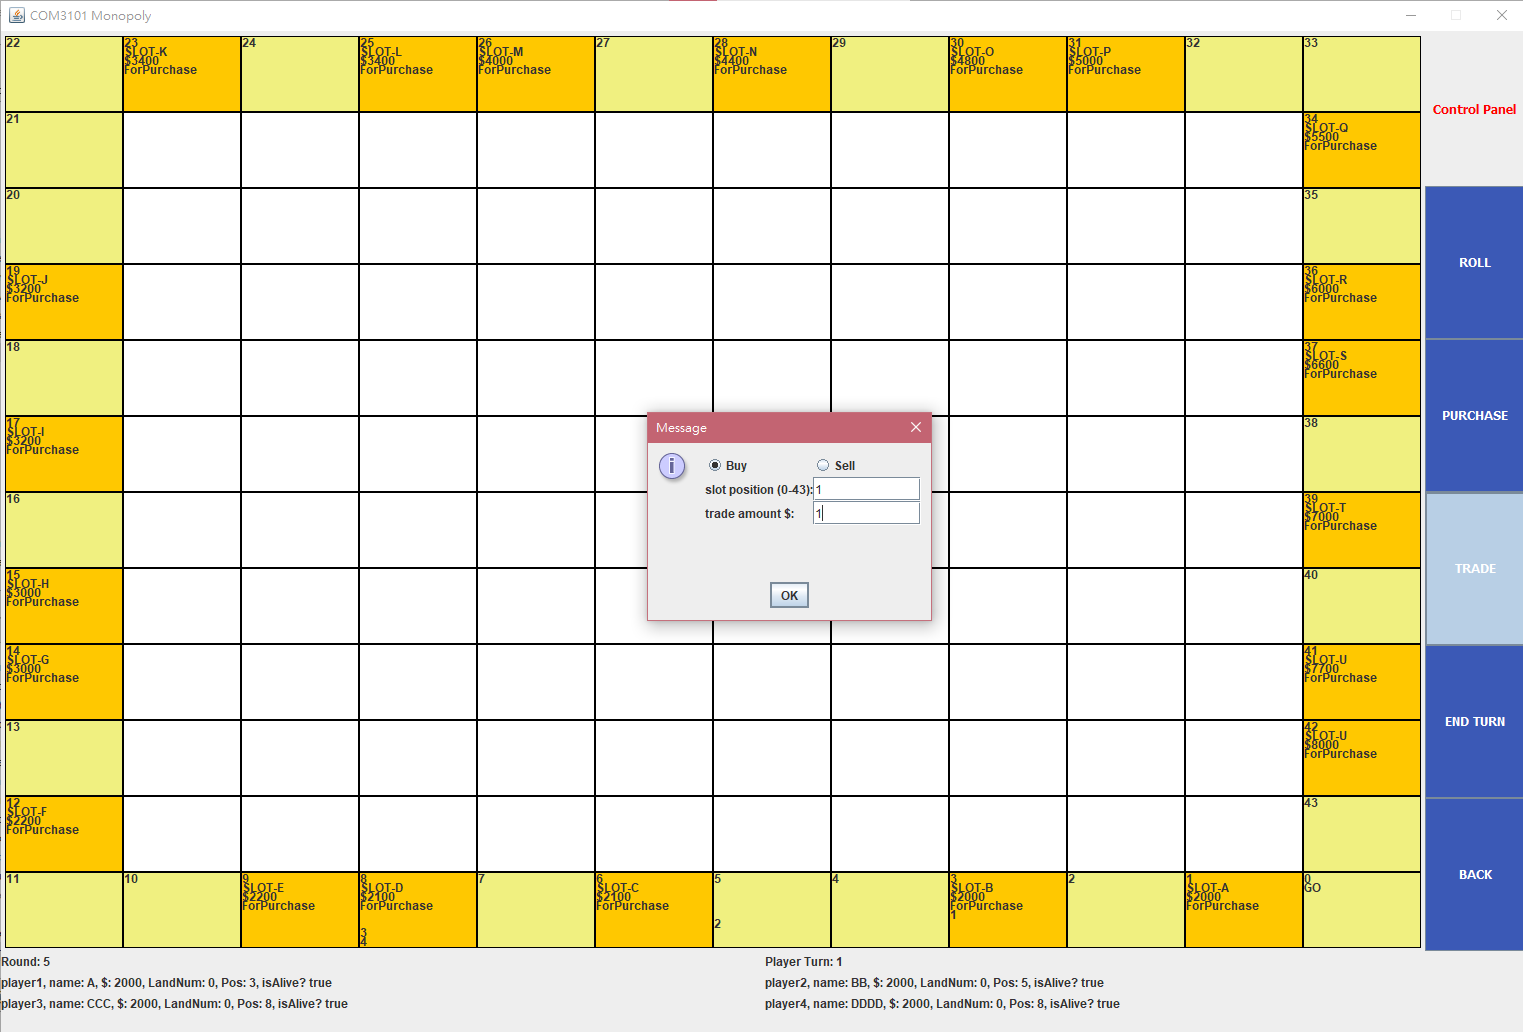 COM3101 Monopoly
22
23
SLOT-K
$3400
ForPurchase
24
25
SLOT-L
$3400
ForPurchase
26
SLOT-M
$4000
ForPurchase
27
28
SLOT-N
$4400
ForPurchase
29
30
SLOT-O
$4800
ForPurchase
31
SLOT-P
$5000
ForPurchase
32
33
Control Panel
21
34
SLOT-Q
$5500
ForPurchase
20
35
ROLL
19
SLOT-J
$3200
ForPurchase
36
SLOT-R
$6000
ForPurchase
18
37
SLOT-S
$6600
ForPurchase
PURCHASE
17
SLOT-I
$3200
ForPurchase
38
Message
Buy Sell
slot position (0-43): 1
trade amount $: 1
OK
16
39
SLOT-T
$7000
ForPurchase
TRADE
15
SLOT-H
$3000
ForPurchase
40
14
SLOT-G
$3000
ForPurchase
41
SLOT-U
$7700
ForPurchase
END TURN
13
42
SLOT-U
$8000
ForPurchase
12
SLOT-F
$2200
ForPurchase
43
BACK
11
10
9
SLOT-E
$2200
ForPurchase
8
SLOT-D
$2100
ForPurchase
3
4
7
6
SLOT-C
$2100
ForPurchase
5
2
4
3
SLOT-B
$2000
ForPurchase
1
2
1
SLOT-A
$2000
ForPurchase
0
GO
Round: 5
Player Turn: 1
player1, name: A, $: 2000, LandNum: 0, Pos: 3, isAlive? true
player2, name: BB, $: 2000, LandNum: 0, Pos: 5, isAlive? true
player3, name: CCC, $: 2000, LandNum: 0, Pos: 8, isAlive? true
player4, name: DDDD, $: 2000, LandNum: 0, Pos: 8, isAlive? true